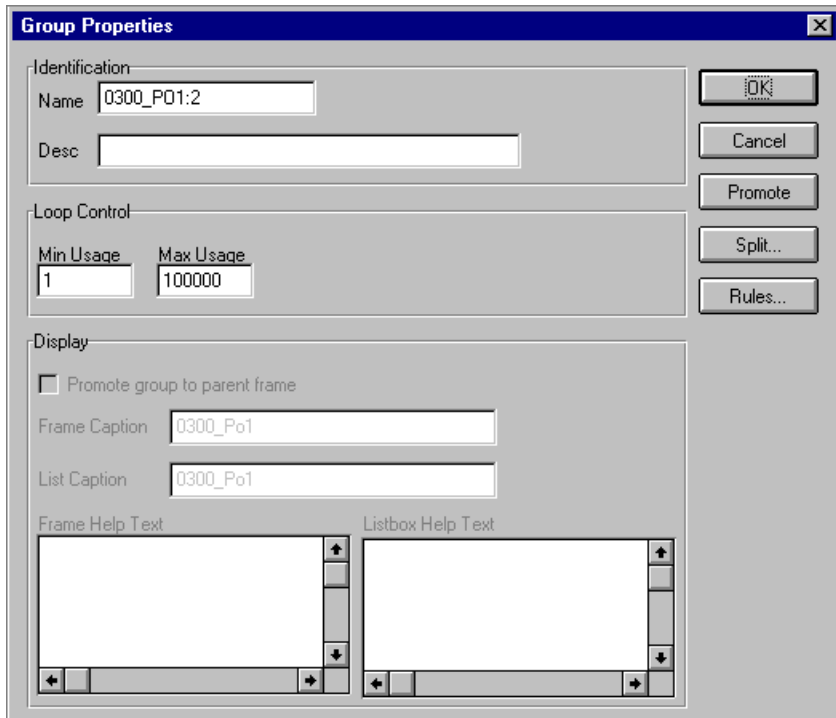 Group Properties
Identification
Name 0300_PO1:2
Desc
OK
Cancel
Promote
Split...
Rules...
Loop Control
Min Usage Max Usage
1 100000
Display
Promote group to parent frame
Frame Caption 0300_Po1
List Caption 0300_Po1
Frame Help Text Listbox Help Text